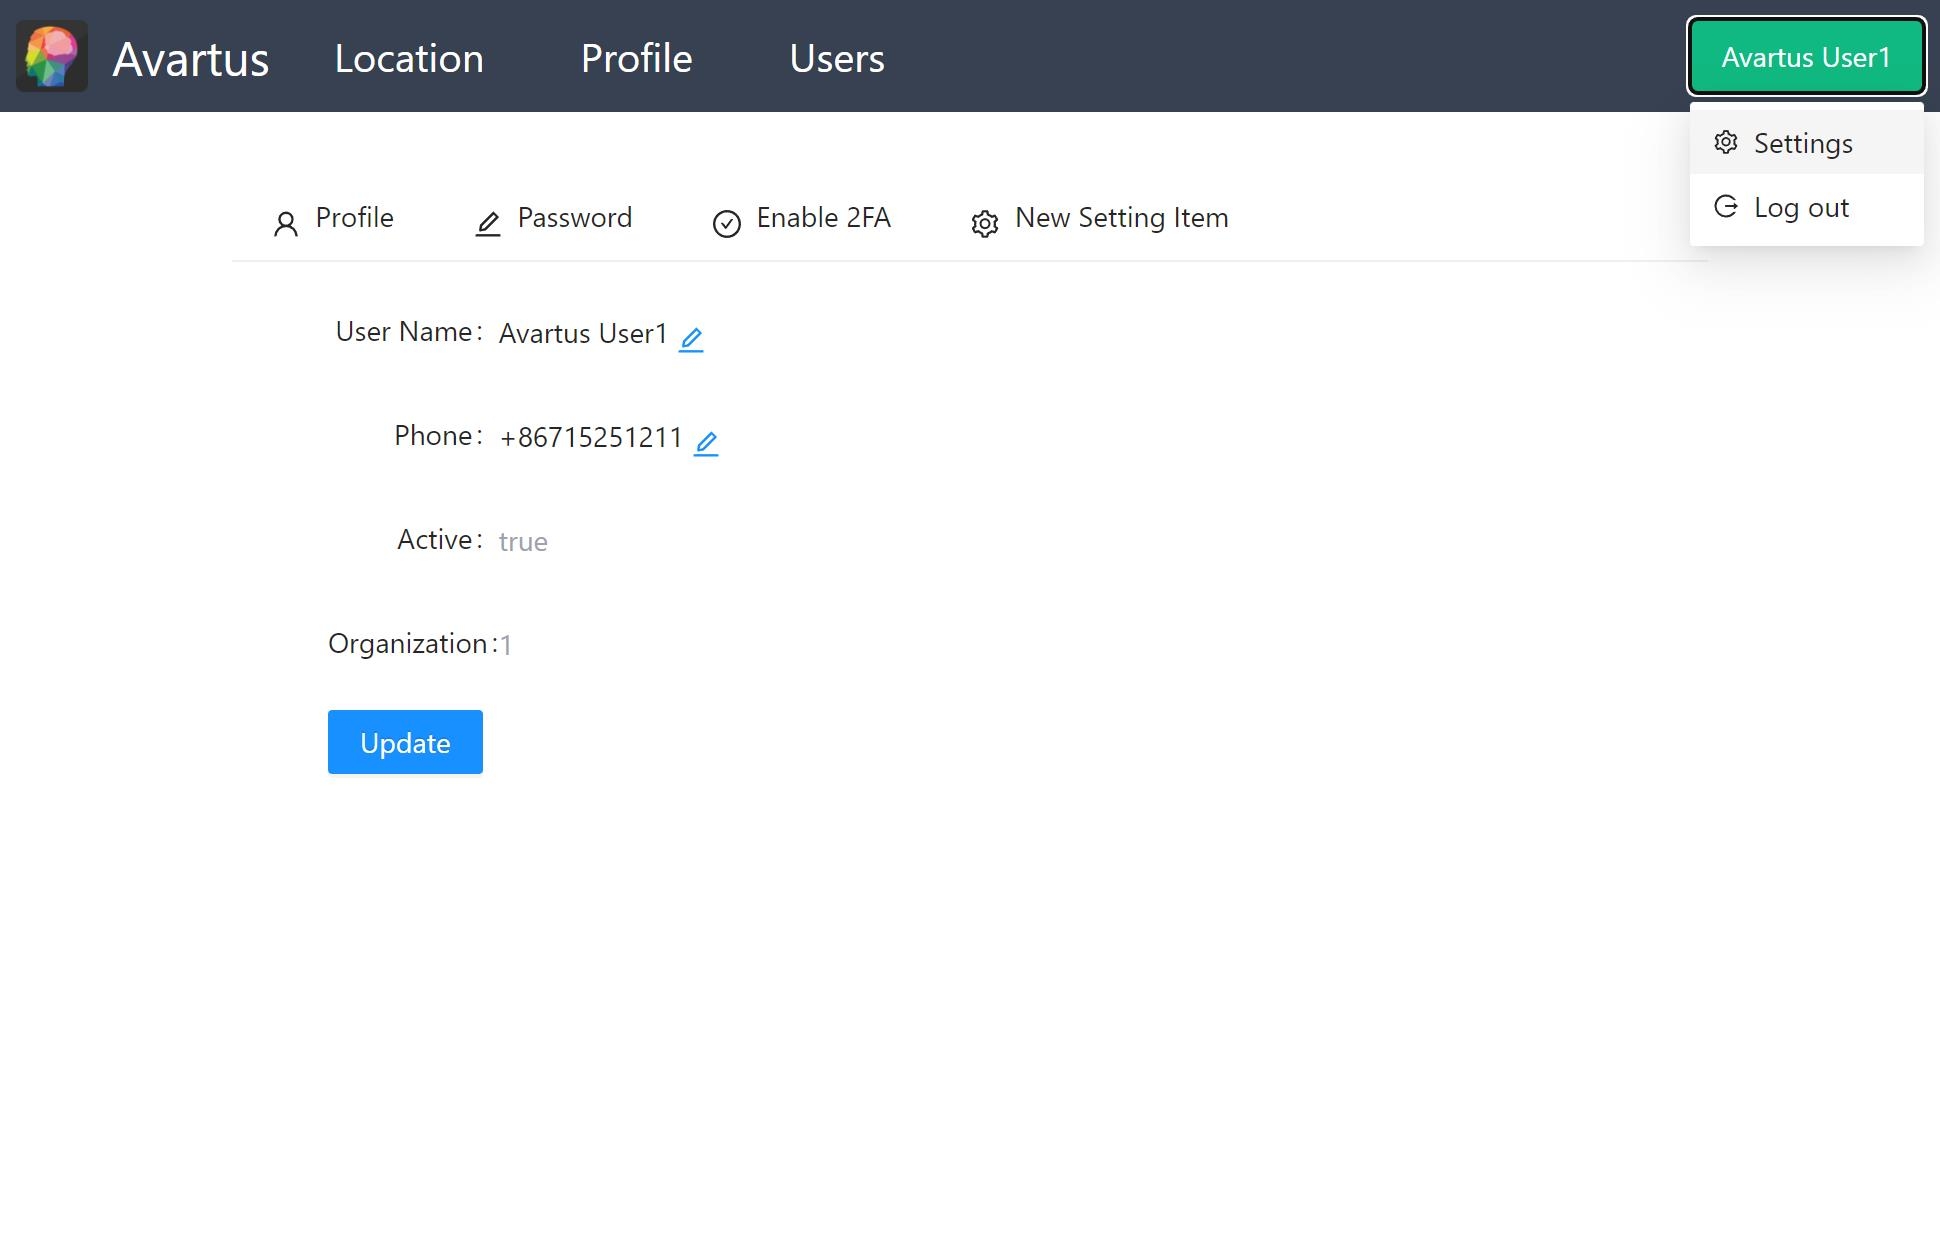 Avartus Location Profile Users Avartus User1
Settings
Log out
Profile Password Enable 2FA New Setting Item
User Name: Avartus User1
Phone: +86715251211
Active: true
Organization:1
Update